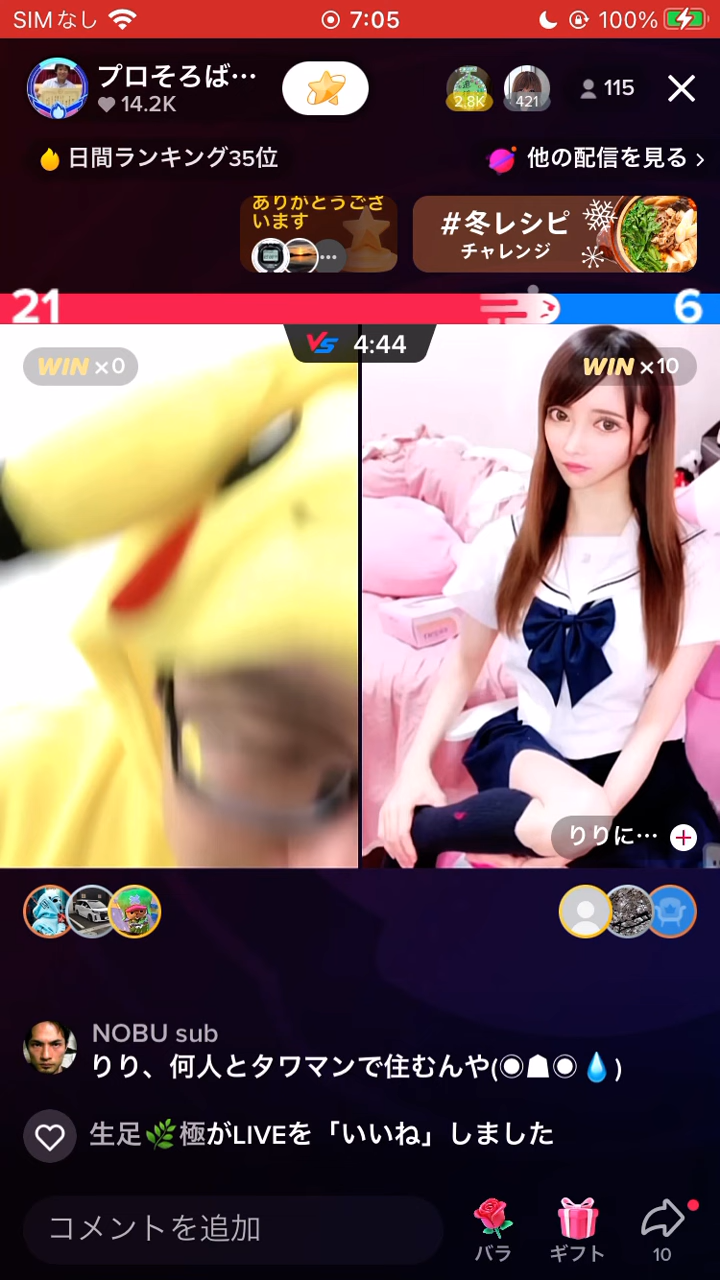 SIMなし
7:05
100%
プロそろば…
14.2K
2.8K
421
115
日間ランキング35位
他の配信を見る
ありがとうござ
います
#冬レシピ
チャレンジ
21
6
VS 4:44
WIN ×0
WIN ×10
りりに…
NOBU sub
りり、何人とタワマンで住むんや(◉☗◉💧)
生足🌿極がLIVEを「いいね」しました
コメントを追加
バラ
ギフト
10